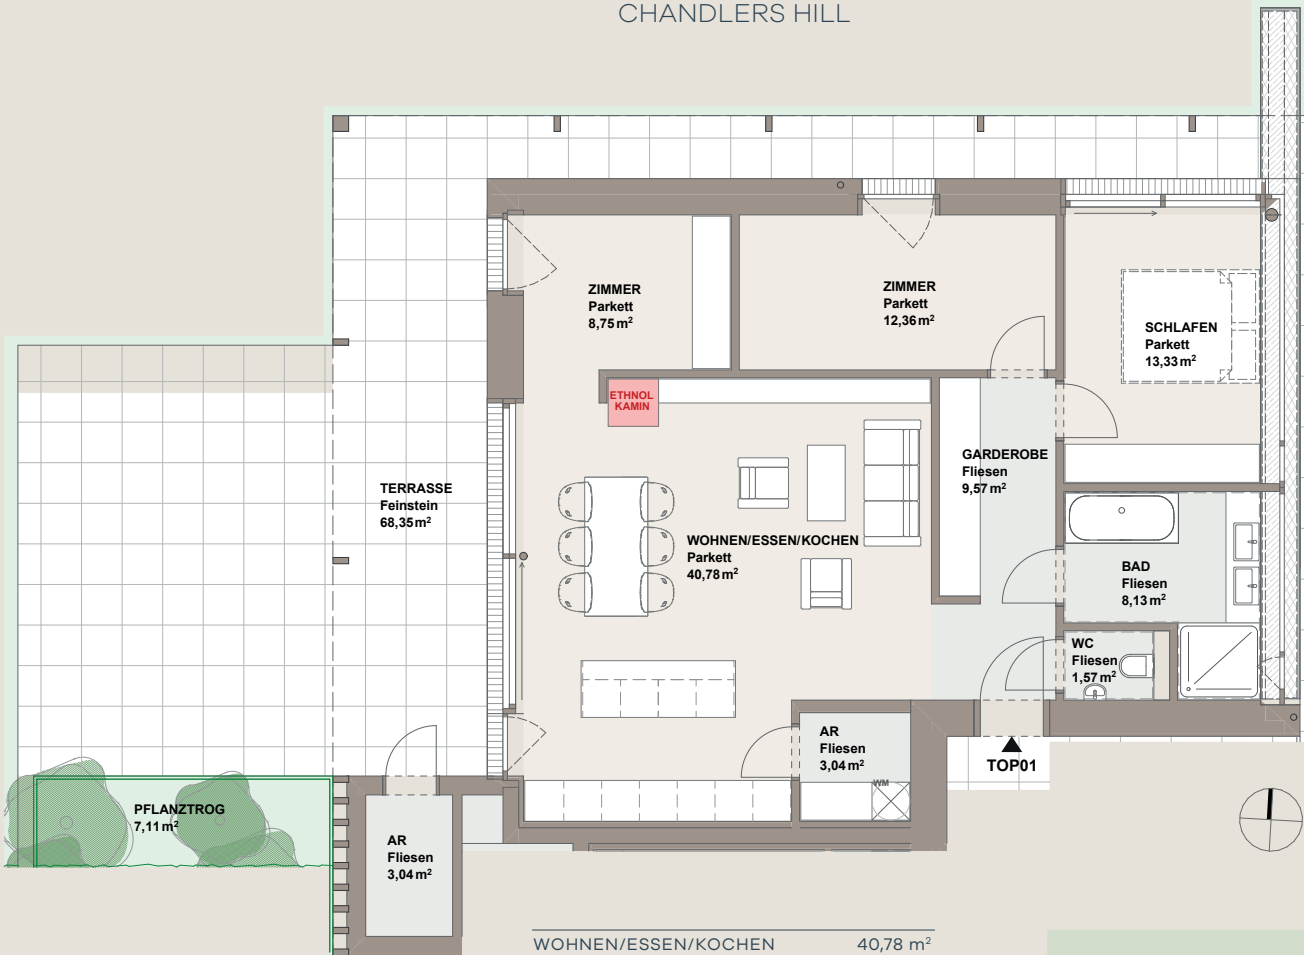 CHANDLERS HILL
ZIMMER
Parkett
8,75 m²
ZIMMER
Parkett
12,36 m²
SCHLAFEN
Parkett
13,33 m²
ETHNOL
KAMIN
GARDEROBE
Fliesen
9,57 m²
TERRASSE
Feinstein
68,35 m²
WOHNEN/ESSEN/KOCHEN
Parkett
40,78 m²
BAD
Fliesen
8,13 m²
WC
Fliesen
1,57 m²
AR
Fliesen
3,04 m²
WM
TOP01
PFLANZTROG
7,11 m²
AR
Fliesen
3,04 m²
WOHNEN/ESSEN/KOCHEN 40,78 m²